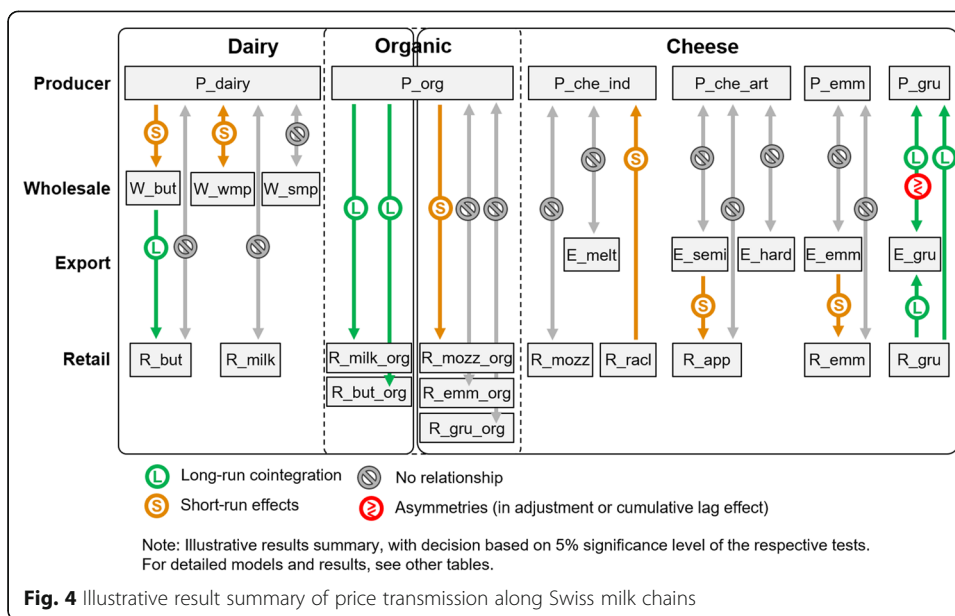 Dairy Organic Cheese
Producer P_dairy P_org P_che_ind P_che_art P_emm P_gru
S S L
L L S S
Wholesale W_but W_wmp W_smp
L
Export E_melt E_semi E_hard E_emm E_gru
S S L
Retail R_but R_milk R_milk_org R_mozz_org R_mozz R_racl R_app R_emm R_gru
R_but_org R_emm_org
R_gru_org
L Long-run cointegration No relationship
S Short-run effects Asymmetries (in adjustment or cumulative lag effect)
Note: Illustrative results summary, with decision based on 5% significance level of the respective tests.
For detailed models and results, see other tables.
Fig. 4 Illustrative result summary of price transmission along Swiss milk chains